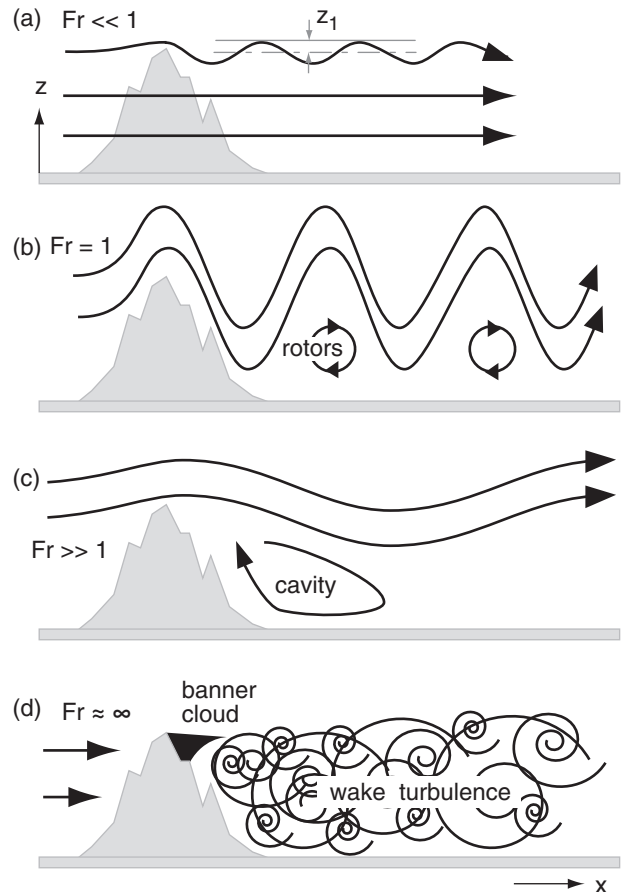 (a) Fr << 1
z1
z
(b) Fr = 1
rotors
(c)
Fr >> 1
cavity
banner
cloud
(d) Fr ≈ ∞
wake turbulence
x